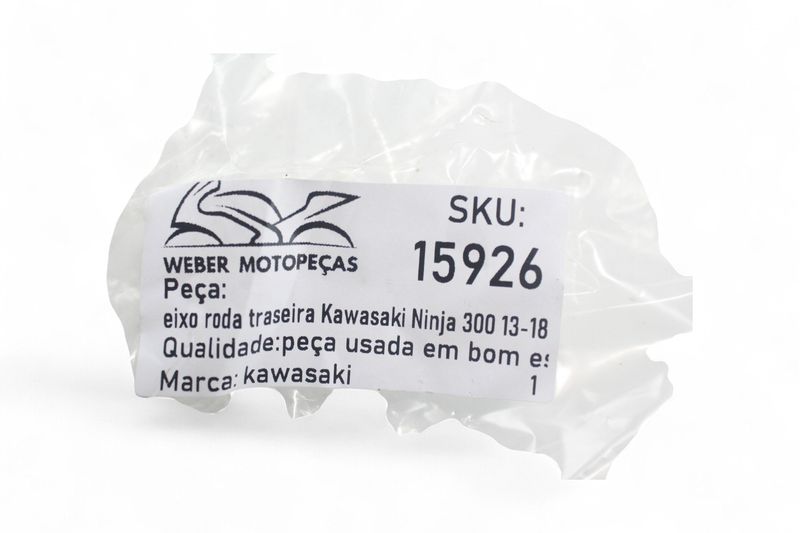 SKU:
15926
WEBER MOTOPEÇAS
Peça:
eixo roda traseira Kawasaki Ninja 300 13-18
Qualidade:peça usada em bom es
Marca: kawasaki
1